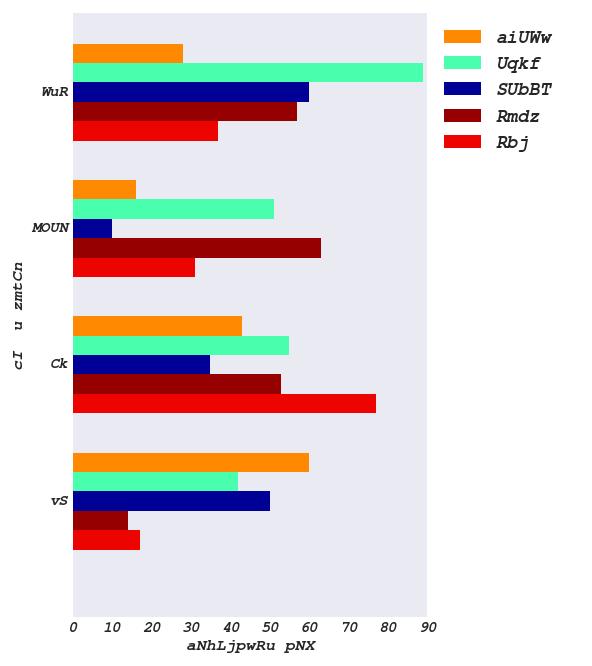 aiUWw
Uqkf
SUbBT
Rmdz
Rbj
WuR
MOUN
Ck
vS
cI u zmtCn
0 10 20 30 40 50 60 70 80 90
aNhLjpwRu pNX